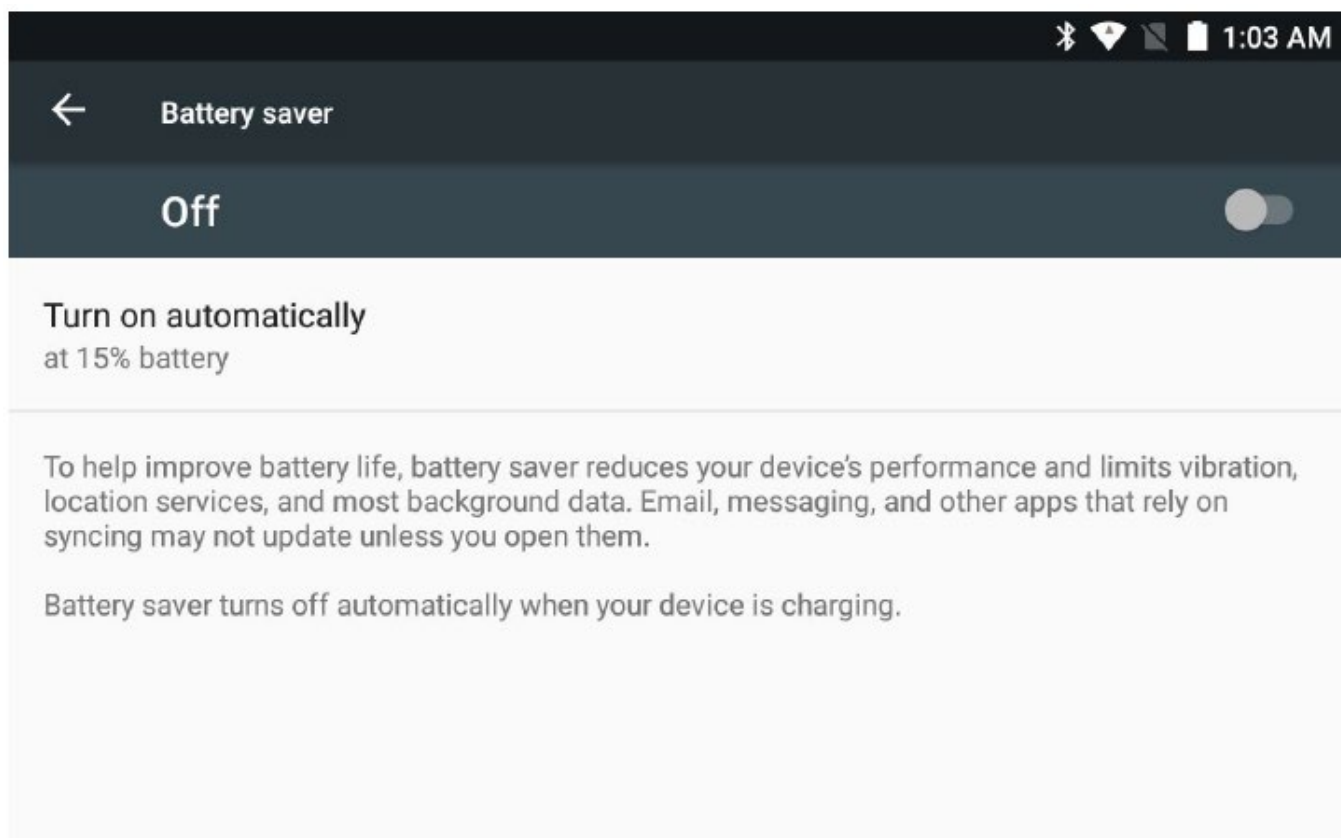 1:03 AM
Battery saver
Off
Turn on automatically
at 15% battery
To help improve battery life, battery saver reduces your device's performance and limits vibration,
location services, and most background data. Email, messaging, and other apps that rely on
syncing may not update unless you open them.
Battery saver turns off automatically when your device is charging.